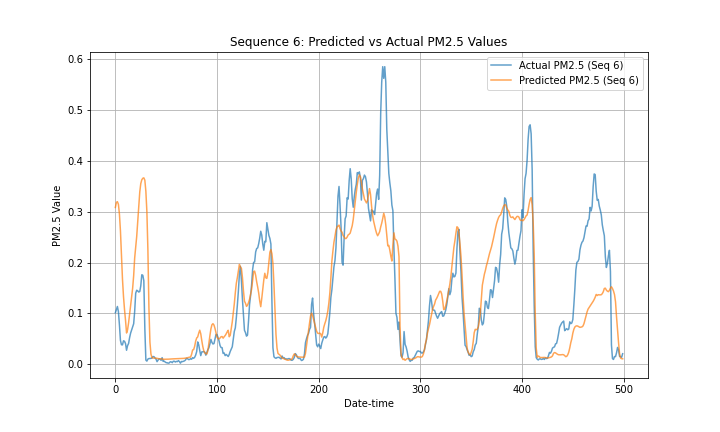 Sequence 6: Predicted vs Actual PM2.5 Values
Actual PM2.5 (Seq 6)
Predicted PM2.5 (Seq 6)
PM2.5 Value
0.6
0.5
0.4
0.3
0.2
0.1
0.0
0 100 200 300 400 500
Date-time